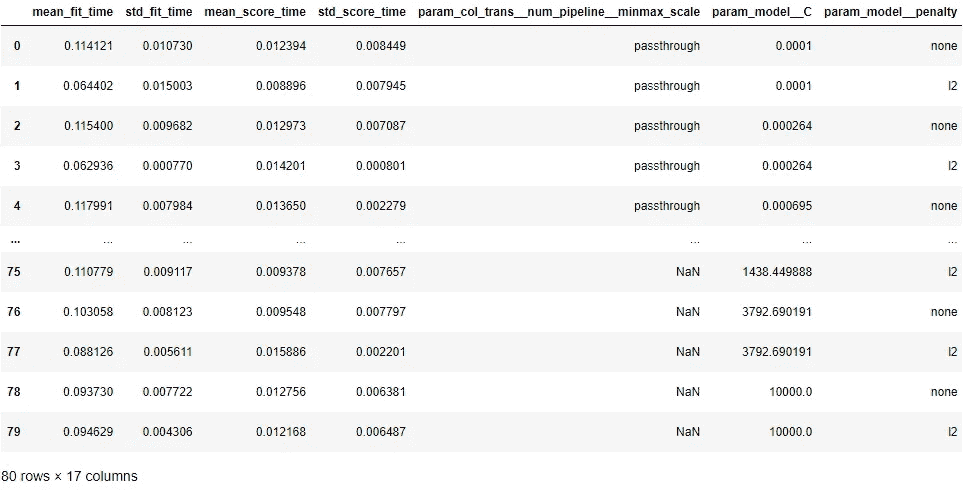 mean_fit_time std_fit_time mean_score_time std_score_time param_col_trans__num_pipeline__minmax_scale param_model__C param_model__penalty
0 0.114121 0.010730 0.012394 0.008449 passthrough 0.0001 none
1 0.064402 0.015003 0.008896 0.007945 passthrough 0.0001 l2
2 0.115400 0.009682 0.012973 0.007087 passthrough 0.000264 none
3 0.062936 0.000770 0.014201 0.000801 passthrough 0.000264 l2
4 0.117991 0.007984 0.013650 0.002279 passthrough 0.000695 none
... ... ... ... ... ... ... ...
75 0.110779 0.009117 0.009378 0.007657 NaN 1438.449888 l2
76 0.103058 0.008123 0.009548 0.007797 NaN 3792.690191 none
77 0.088126 0.005611 0.015886 0.002201 NaN 3792.690191 l2
78 0.093730 0.007722 0.012756 0.006381 NaN 10000.0 none
79 0.094629 0.004306 0.012168 0.006487 NaN 10000.0 l2
80 rows × 17 columns